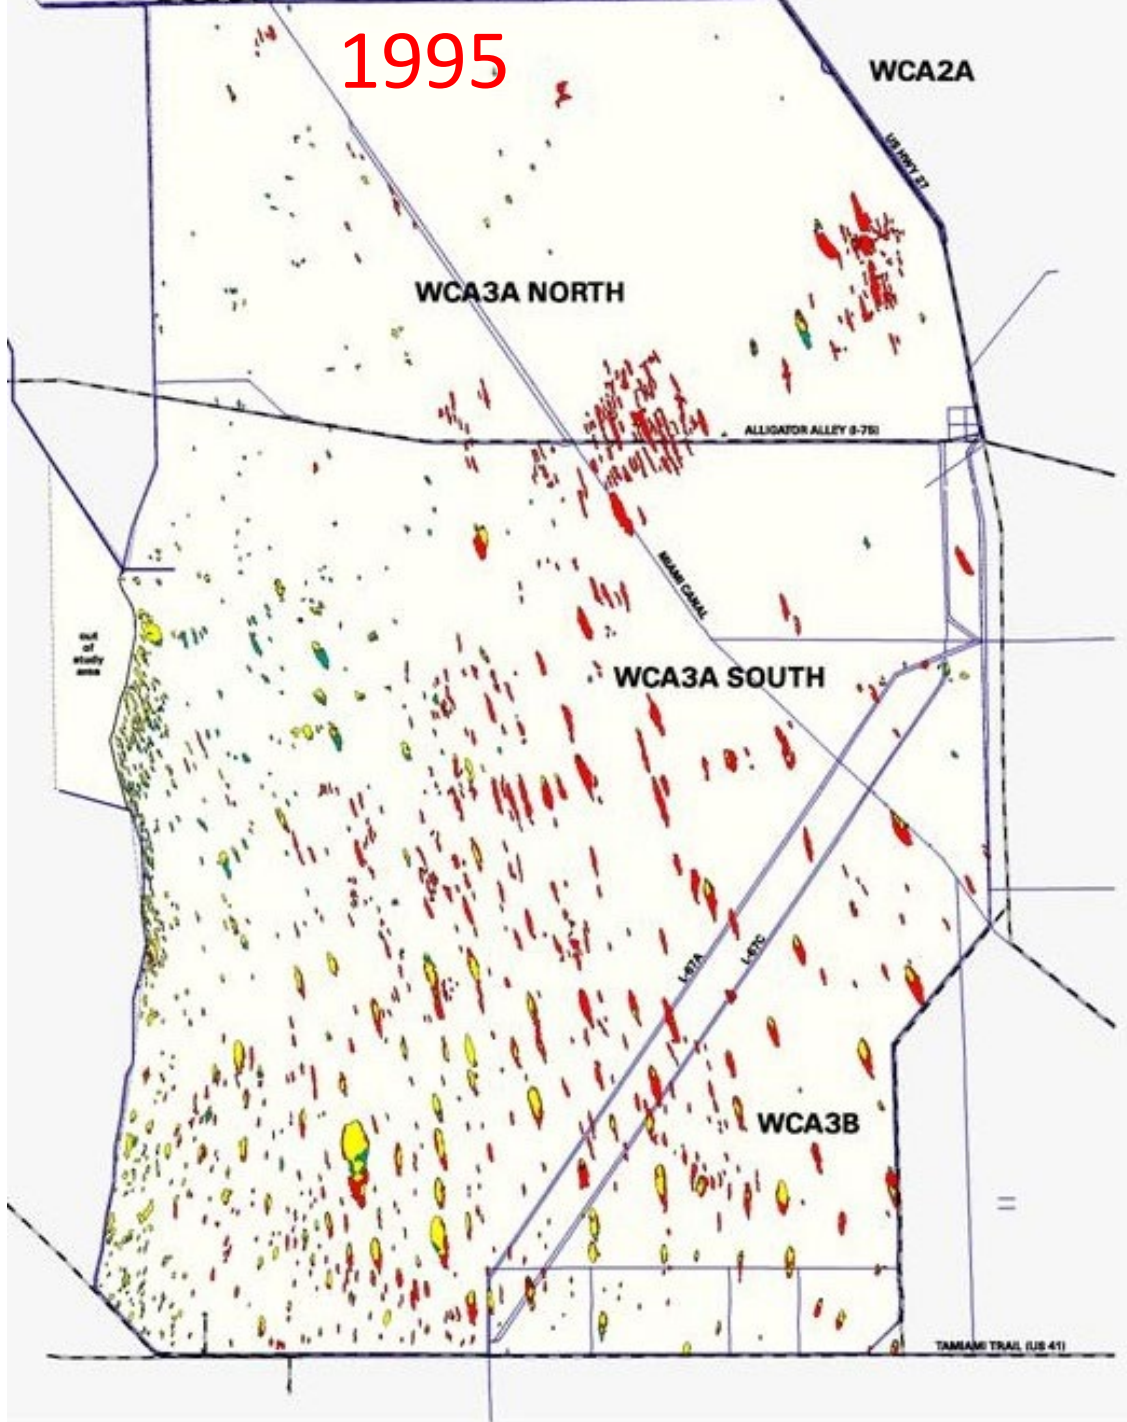 1995
WCA2A
US HWY 27
WCA3A NORTH
ALLIGATOR ALLEY (I-75)
MIAMI CANAL
out
of
study
area
WCA3A SOUTH
L-67A
L-67C
WCA3B
TAMIAMI TRAIL (US 41)